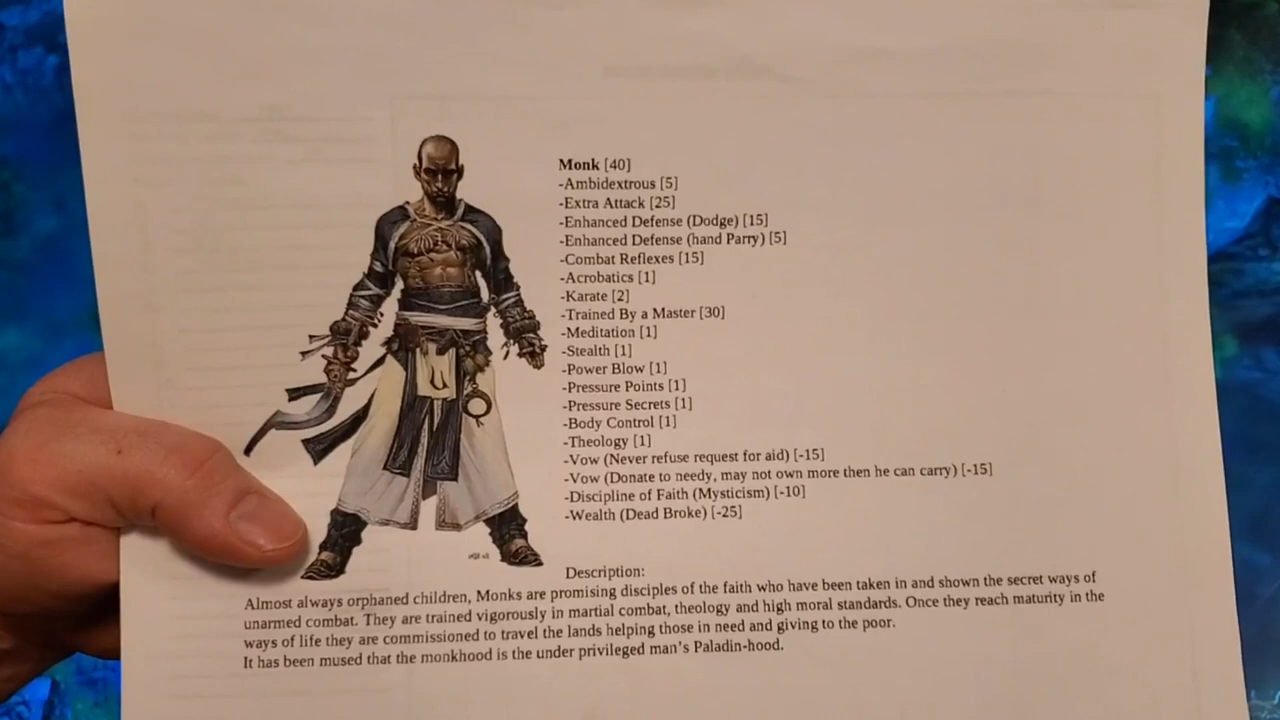 Monk [40]
-Ambidextrous [5]
-Extra Attack [25]
-Enhanced Defense (Dodge) [15]
-Enhanced Defense (hand Parry) [5]
-Combat Reflexes [15]
-Acrobatics [1]
-Karate [2]
-Trained By a Master [30]
-Meditation [1]
-Stealth [1]
-Power Blow [1]
-Pressure Points [1]
-Pressure Secrets [1]
-Body Control [1]
-Theology [1]
-Vow (Never refuse request for aid) [-15]
-Vow (Donate to needy, may not own more then he can carry) [-15]
-Discipline of Faith (Mysticism) [-10]
-Wealth (Dead Broke) [-25]
Description:
Almost always orphaned children, Monks are promising disciples of the faith who have been taken in and shown the secret ways of
unarmed combat. They are trained vigorously in martial combat, theology and high moral standards. Once they reach maturity in the
ways of life they are commissioned to travel the lands helping those in need and giving to the poor.
It has been mused that the monkhood is the under privileged man's Paladin-hood.